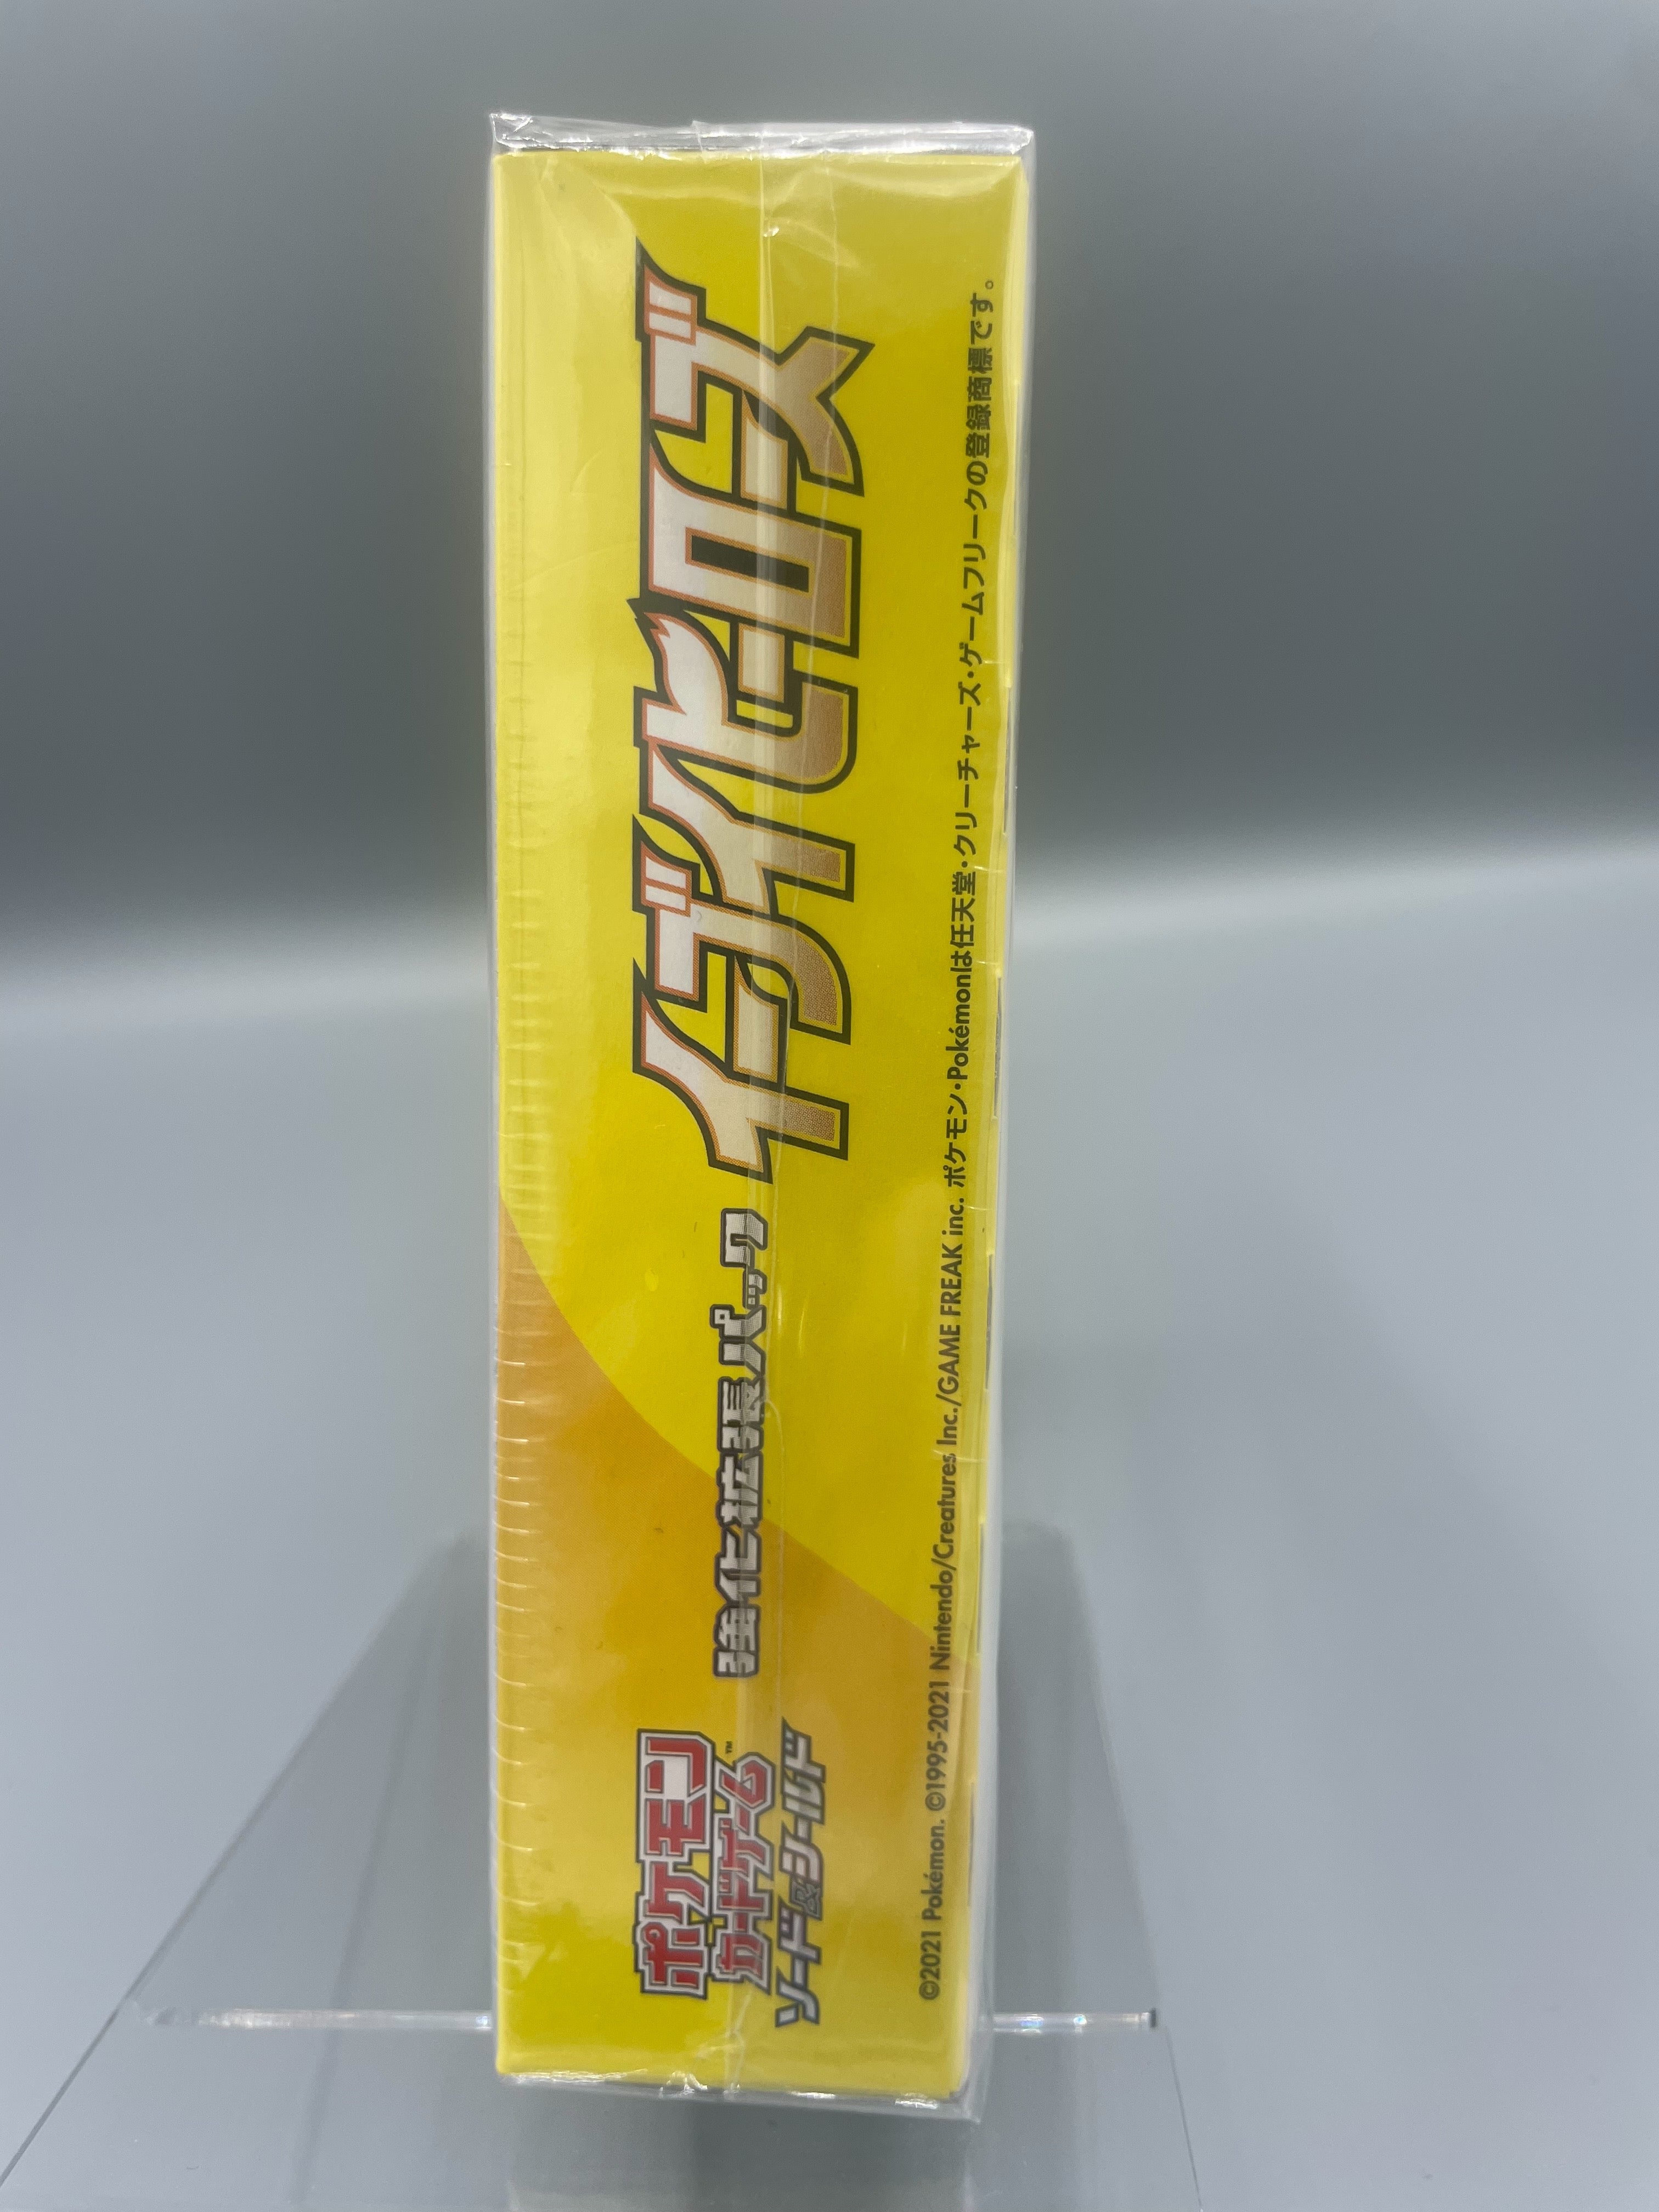 ポケモン
カードゲーム™
ソード&シールド
強化拡張パック
イーブイヒーローズ
©2021 Pokémon. ©1995-2021 Nintendo/Creatures Inc./GAME FREAK inc. ポケモン・Pokémonは任天堂・クリーチャーズ・ゲームフリークの登録商標です。